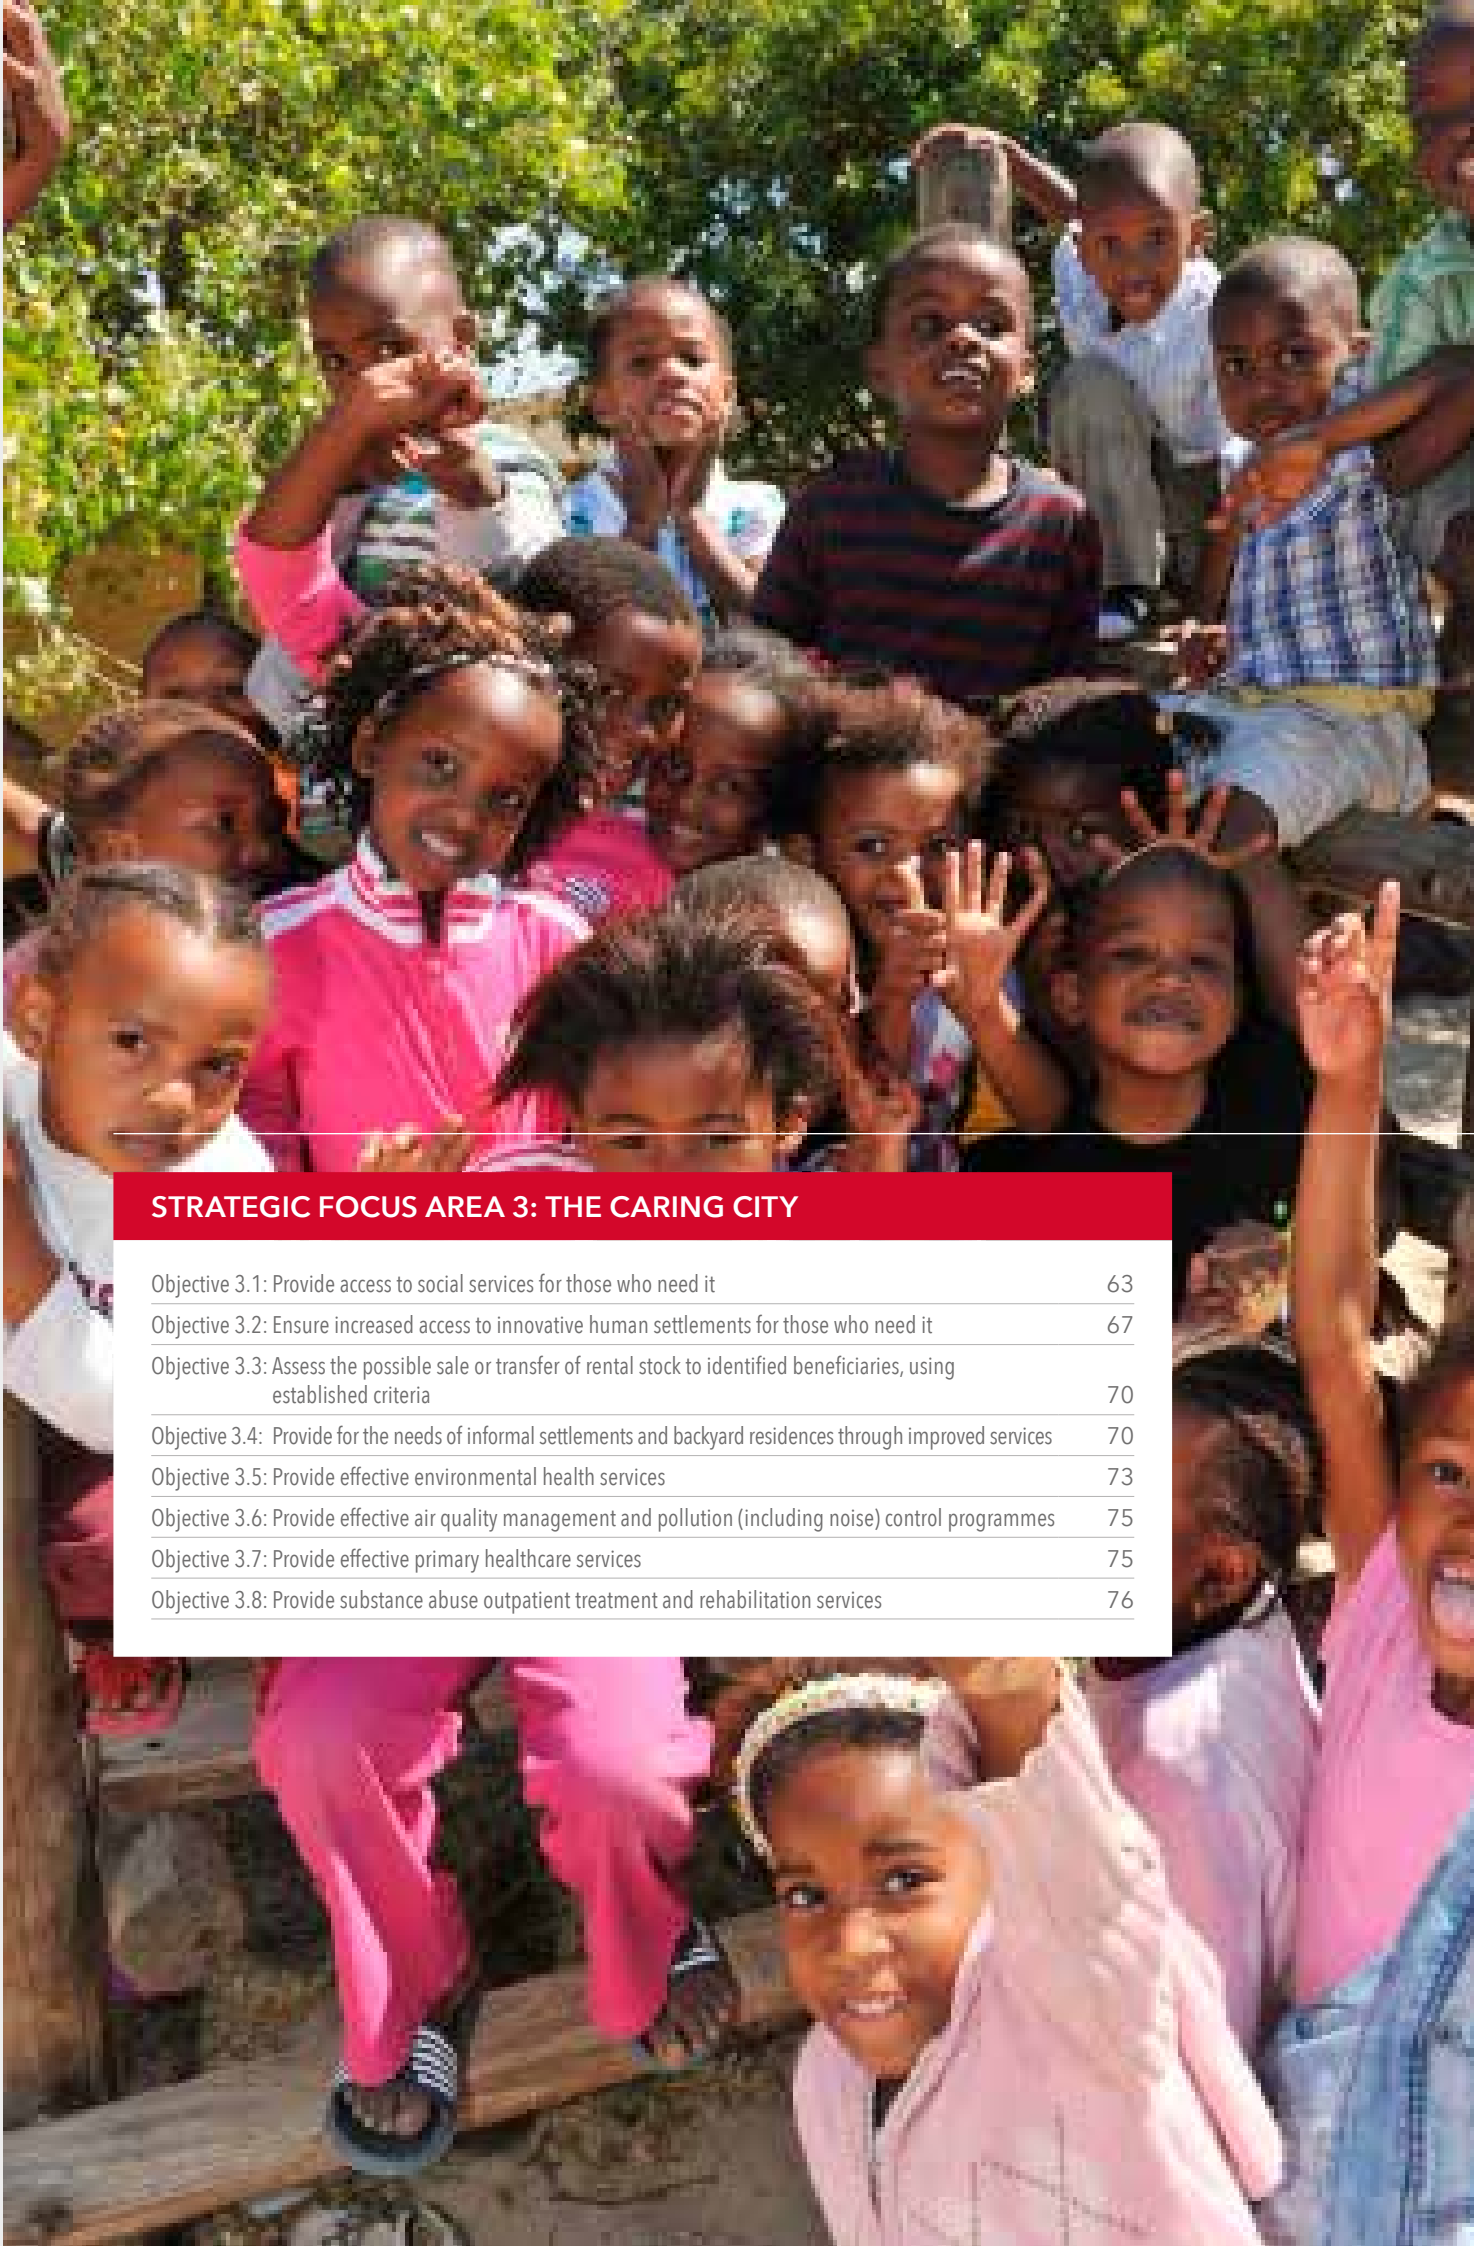 STRATEGIC FOCUS AREA 3: THE CARING CITY
Objective 3.1: Provide access to social services for those who need it 63
Objective 3.2: Ensure increased access to innovative human settlements for those who need it 67
Objective 3.3: Assess the possible sale or transfer of rental stock to identified beneficiaries, using
established criteria 70
Objective 3.4: Provide for the needs of informal settlements and backyard residences through improved services 70
Objective 3.5: Provide effective environmental health services 73
Objective 3.6: Provide effective air quality management and pollution (including noise) control programmes 75
Objective 3.7: Provide effective primary healthcare services 75
Objective 3.8: Provide substance abuse outpatient treatment and rehabilitation services 76